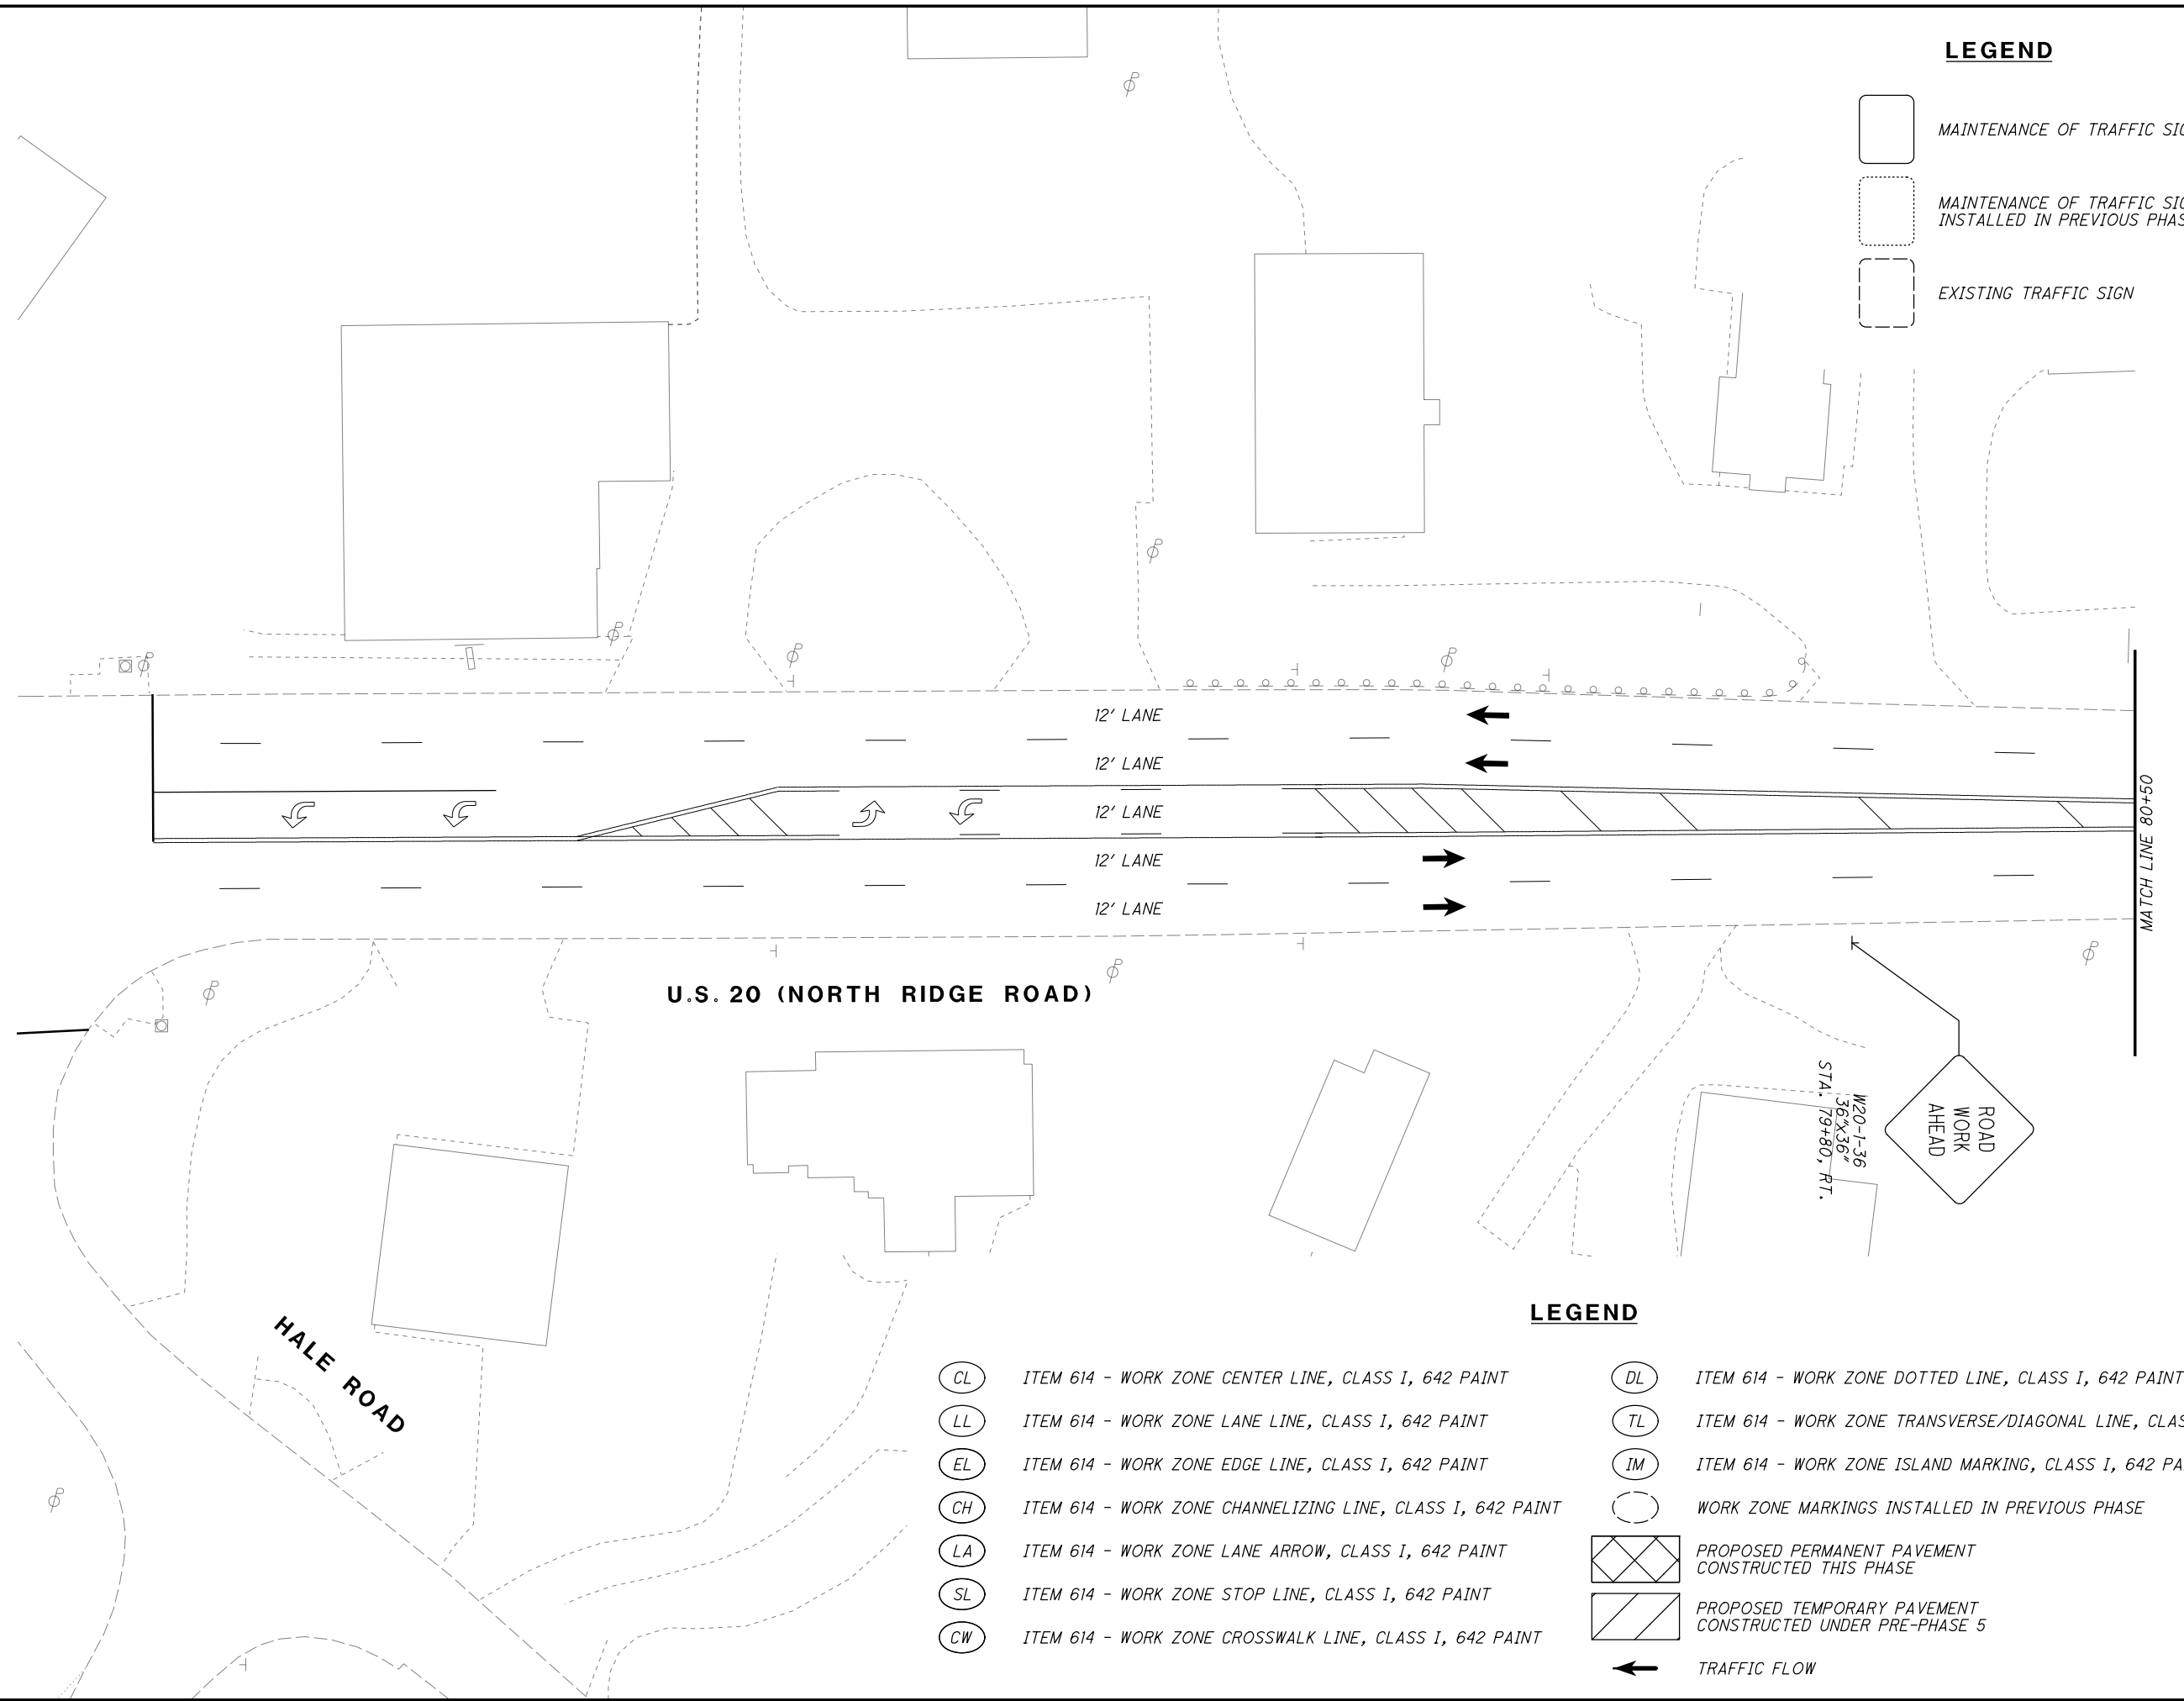 LEGEND
MAINTENANCE OF TRAFFIC
MAINTENANCE OF TRAFFIC
INSTALLED IN PREVIOUS
EXISTING TRAFFIC SIGN
12' LANE
12' LANE
12' LANE
12' LANE
12' LANE
MATCH LINE 80+50
U.S. 20 (NORTH RIDGE ROAD)
ROAD
WORK
AHEAD
W20-1-36
36"x36"
STA. 79+80, RT.
HALE ROAD
LEGEND
CL ITEM 614 - WORK ZONE CENTER LINE, CLASS I, 642 PAINT
LL ITEM 614 - WORK ZONE LANE LINE, CLASS I, 642 PAINT
EL ITEM 614 - WORK ZONE EDGE LINE, CLASS I, 642 PAINT
CH ITEM 614 - WORK ZONE CHANNELIZING LINE, CLASS I, 642 PAINT
LA ITEM 614 - WORK ZONE LANE ARROW, CLASS I, 642 PAINT
SL ITEM 614 - WORK ZONE STOP LINE, CLASS I, 642 PAINT
CW ITEM 614 - WORK ZONE CROSSWALK LINE, CLASS I, 642 PAINT
DL ITEM 614 - WORK ZONE DOTTED LINE, CLASS I, 642 PAINT
TL ITEM 614 - WORK ZONE TRANSVERSE/DIAGONAL LINE,
IM ITEM 614 - WORK ZONE ISLAND MARKING, CLASS I, 642
WORK ZONE MARKINGS INSTALLED IN PREVIOUS PHASE
PROPOSED PERMANENT PAVEMENT
CONSTRUCTED THIS PHASE
PROPOSED TEMPORARY PAVEMENT
CONSTRUCTED UNDER PRE-PHASE 5
TRAFFIC FLOW